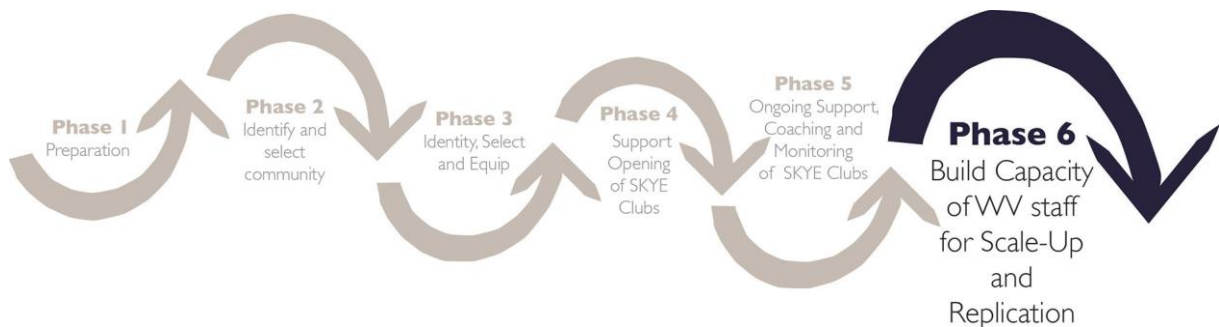 Phase 1
Preparation
Phase 2
Identify and
select
community
Phase 3
Identity, Select
and Equip
Phase 4
Support
Opening
of SKYE
Clubs
Phase 5
Ongoing Support,
Coaching and
Monitoring
of SKYE Clubs
Phase 6
Build Capacity
of WV staff
for Scale-Up
and
Replication